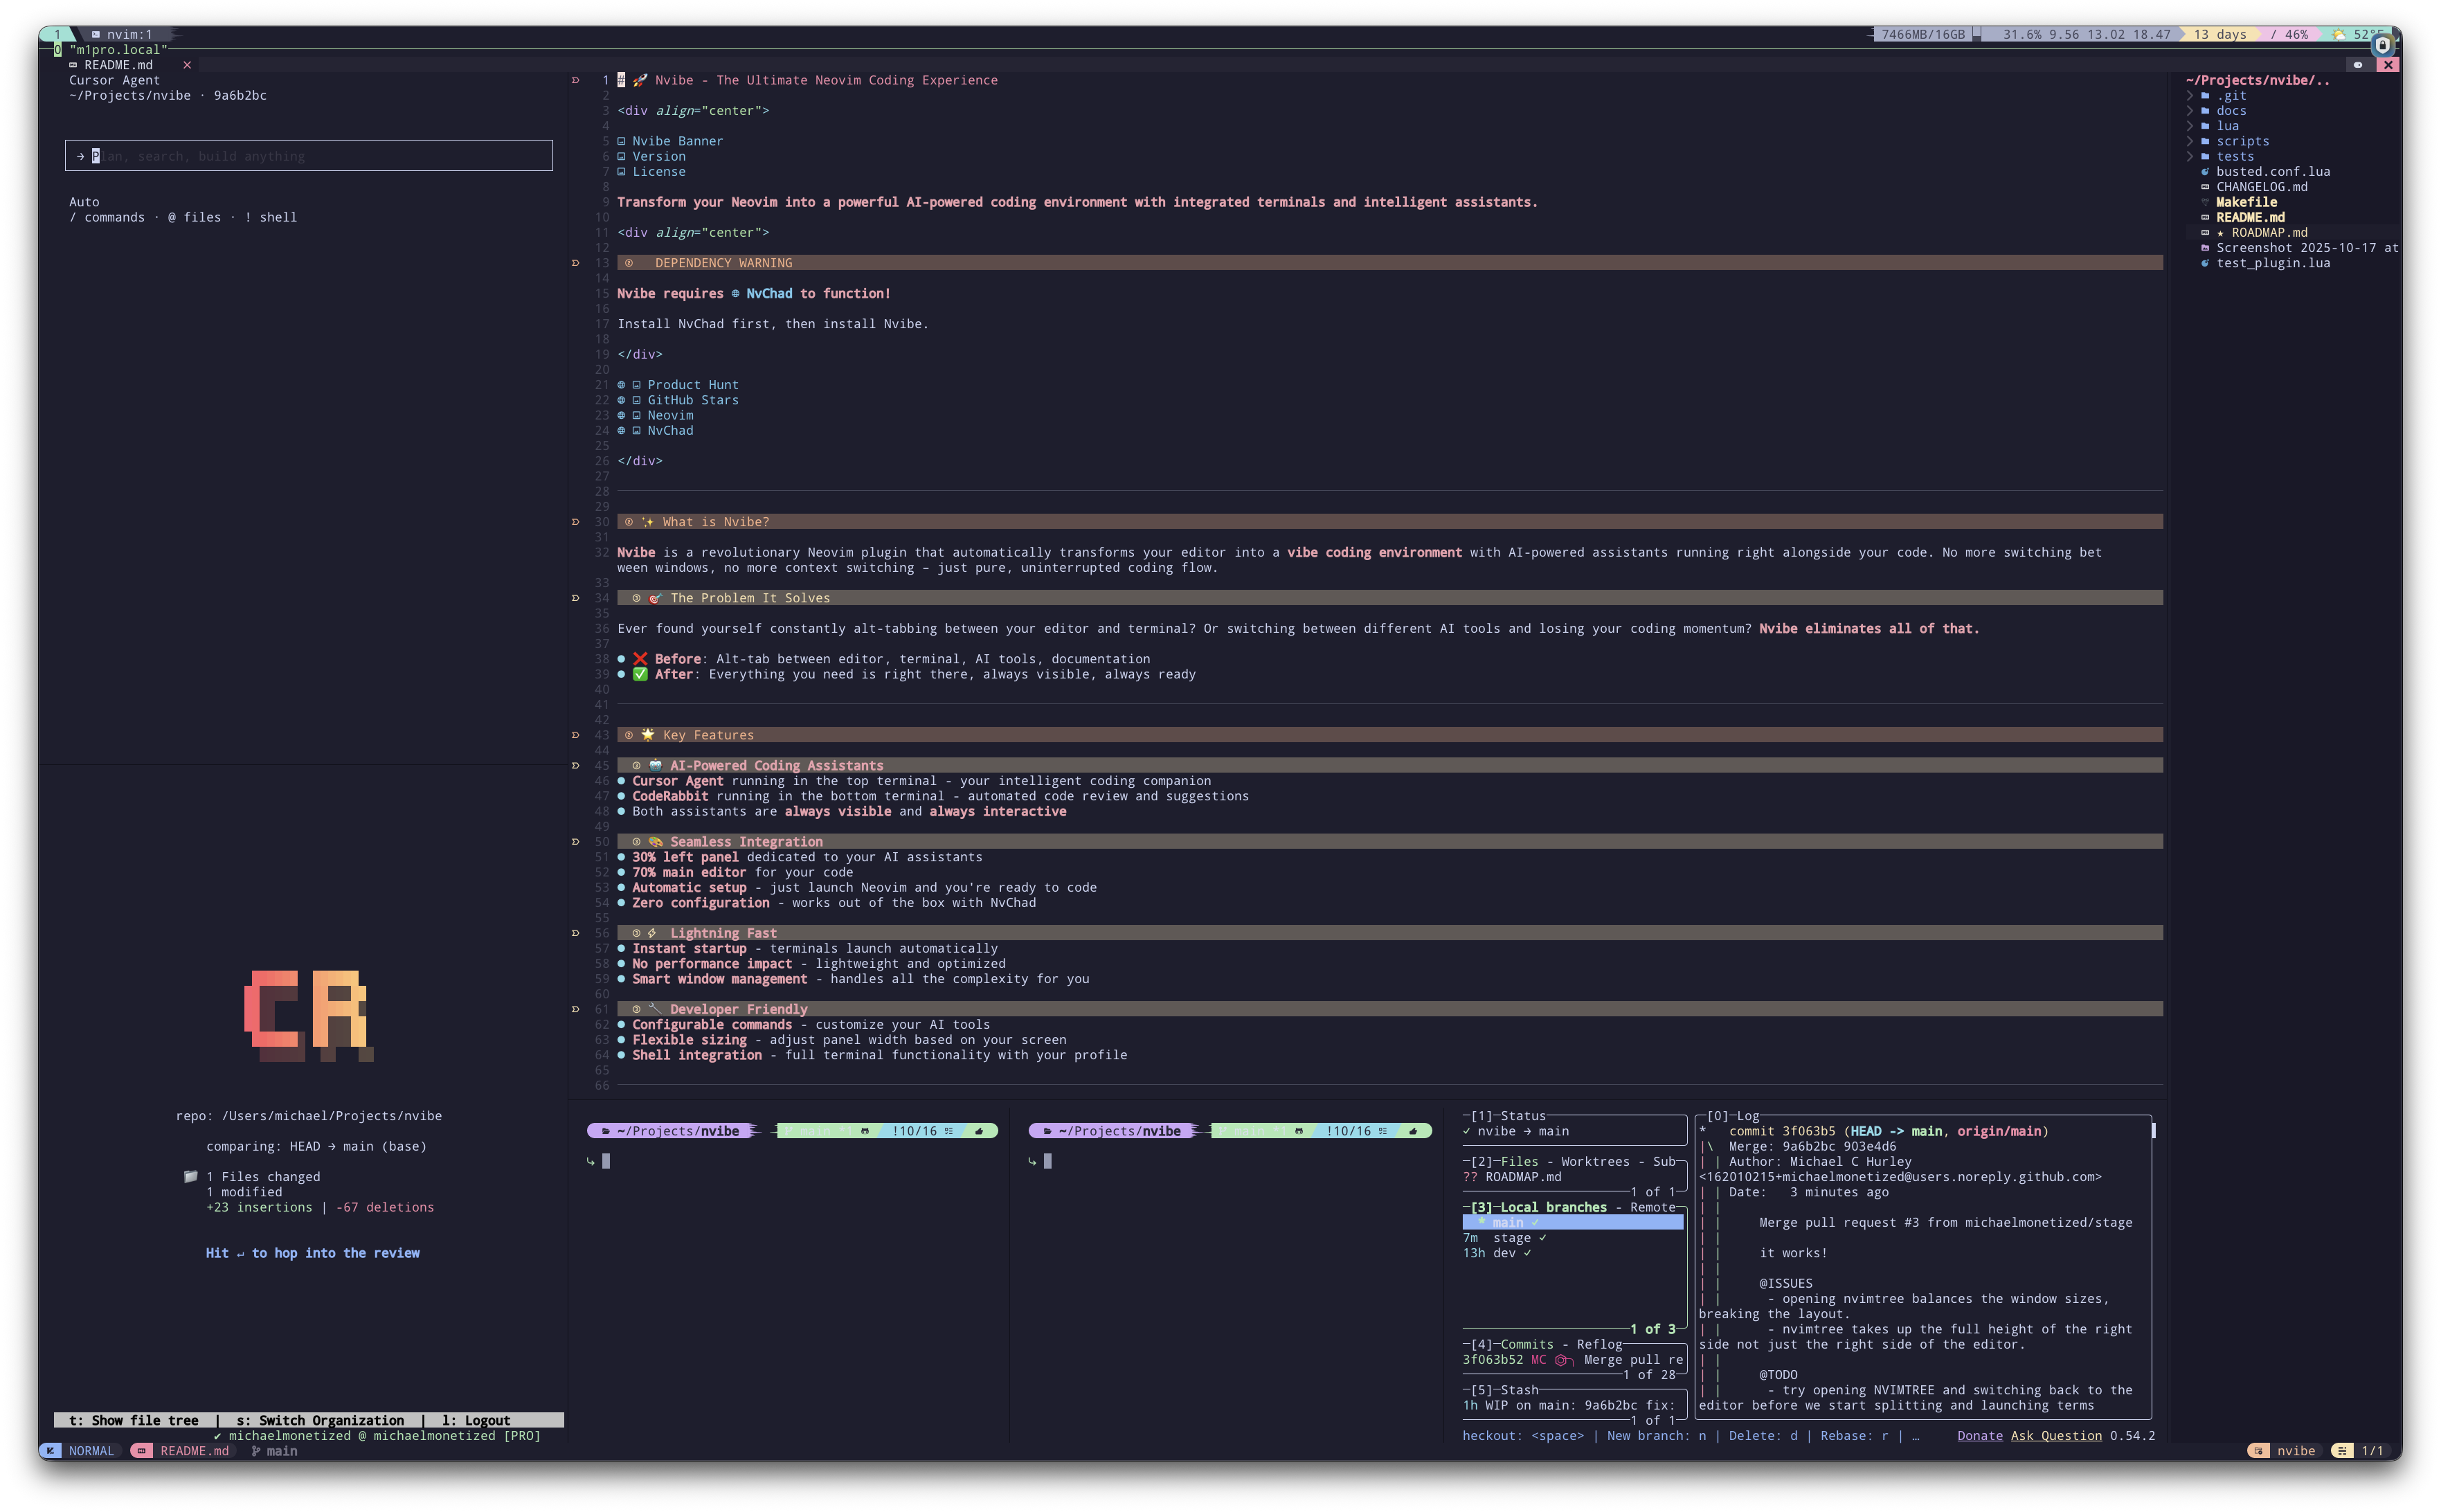 1 nvim:1
7466MB/16GB 31.6% 9.56 13.02 18.47 13 days / 46% 52°F
0 "m1pro.local"
README.md ×
Cursor Agent
~/Projects/nvibe · 9a6b2bc
→ Plan, search, build anything
Auto
/ commands · @ files · ! shell
1 # 🚀 Nvibe - The Ultimate Neovim Coding Experience
2
3 <div align="center">
4
5 Nvibe Banner
6 Version
7 License
8
9 Transform your Neovim into a powerful AI-powered coding environment with integrated terminals and intelligent assistants.
10
11 <div align="center">
12
13 ② DEPENDENCY WARNING
14
15 Nvibe requires NvChad to function!
16
17 Install NvChad first, then install Nvibe.
18
19 </div>
20
21 Product Hunt
22 GitHub Stars
23 Neovim
24 NvChad
25
26 </div>
27
28
29
30 ② ✨ What is Nvibe?
31
32 Nvibe is a revolutionary Neovim plugin that automatically transforms your editor into a vibe coding environment with AI-powered assistants running right alongside your code. No more switching bet
ween windows, no more context switching – just pure, uninterrupted coding flow.
33
34 ③ 🎯 The Problem It Solves
35
36 Ever found yourself constantly alt-tabbing between your editor and terminal? Or switching between different AI tools and losing your coding momentum? Nvibe eliminates all of that.
37
38 ● ❌ Before: Alt-tab between editor, terminal, AI tools, documentation
39 ● ✅ After: Everything you need is right there, always visible, always ready
40
41
42
43 ② 🌟 Key Features
44
45 ③ 🤖 AI-Powered Coding Assistants
46 ● Cursor Agent running in the top terminal - your intelligent coding companion
47 ● CodeRabbit running in the bottom terminal - automated code review and suggestions
48 ● Both assistants are always visible and always interactive
49
50 ③ 🎨 Seamless Integration
51 ● 30% left panel dedicated to your AI assistants
52 ● 70% main editor for your code
53 ● Automatic setup - just launch Neovim and you're ready to code
54 ● Zero configuration - works out of the box with NvChad
55
56 ③ ⚡ Lightning Fast
57 ● Instant startup - terminals launch automatically
58 ● No performance impact - lightweight and optimized
59 ● Smart window management - handles all the complexity for you
60
61 ③ 🔧 Developer Friendly
62 ● Configurable commands - customize your AI tools
63 ● Flexible sizing - adjust panel width based on your screen
64 ● Shell integration - full terminal functionality with your profile
65
66
~/Projects/nvibe/..
.git
docs
lua
scripts
tests
busted.conf.lua
CHANGELOG.md
Makefile
README.md
★ ROADMAP.md
Screenshot 2025-10-17 at
test_plugin.lua
CR
repo: /Users/michael/Projects/nvibe
comparing: HEAD → main (base)
1 Files changed
1 modified
+23 insertions | -67 deletions
Hit ↵ to hop into the review
t: Show file tree | s: Switch Organization | l: Logout
✔ michaelmonetized @ michaelmonetized [PRO]
~/Projects/nvibe !10/16
~/Projects/nvibe !10/16
[1]─Status
✓ nvibe → main
[2]─Files - Worktrees - Sub
?? ROADMAP.md
1 of 1
[3]─Local branches - Remote
* main ✓
7m stage ✓
13h dev ✓
1 of 3
[4]─Commits - Reflog
3f063b52 MC Merge pull re
1 of 28
[5]─Stash
1h WIP on main: 9a6b2bc fix:
1 of 1
[0]─Log
* commit 3f063b5 (HEAD -> main, origin/main)
|\ Merge: 9a6b2bc 903e4d6
| | Author: Michael C Hurley
<162010215+michaelmonetized@users.noreply.github.com>
| | Date: 3 minutes ago
| |
| | Merge pull request #3 from michaelmonetized/stage
| |
| | it works!
| |
| | @ISSUES
| | - opening nvimtree balances the window sizes,
breaking the layout.
| | - nvimtree takes up the full height of the right
side not just the right side of the editor.
| |
| | @TODO
| | - try opening NVIMTREE and switching back to the
editor before we start splitting and launching terms
heckout: <space> | New branch: n | Delete: d | Rebase: r | … Donate Ask Question 0.54.2
NORMAL README.md main
nvibe 1/1